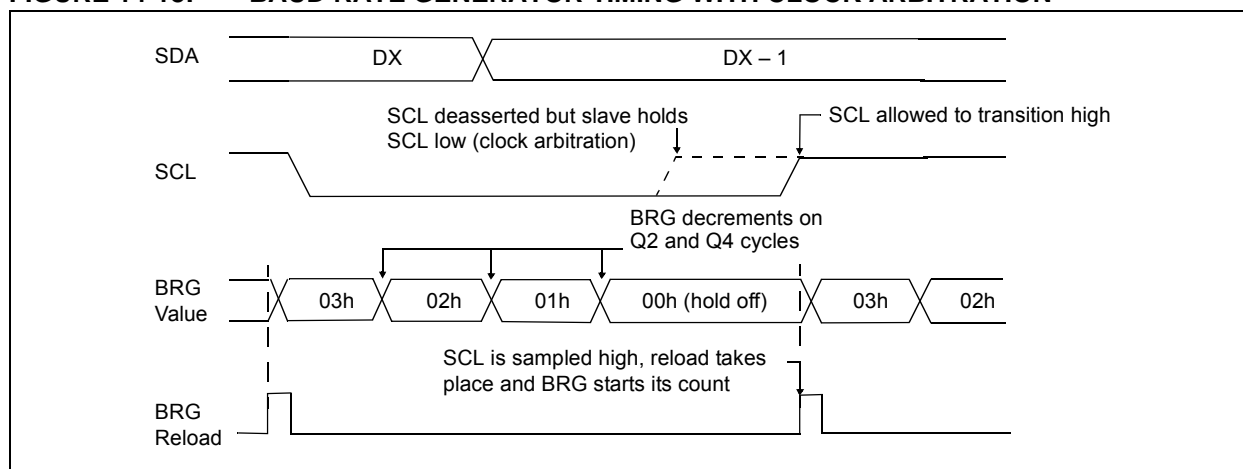 SDA
DX
DX – 1
SCL deasserted but slave holds
SCL low (clock arbitration)
SCL allowed to transition high
SCL
BRG decrements on
Q2 and Q4 cycles
BRG
Value
03h
02h
01h
00h (hold off)
03h
02h
SCL is sampled high, reload takes
place and BRG starts its count
BRG
Reload